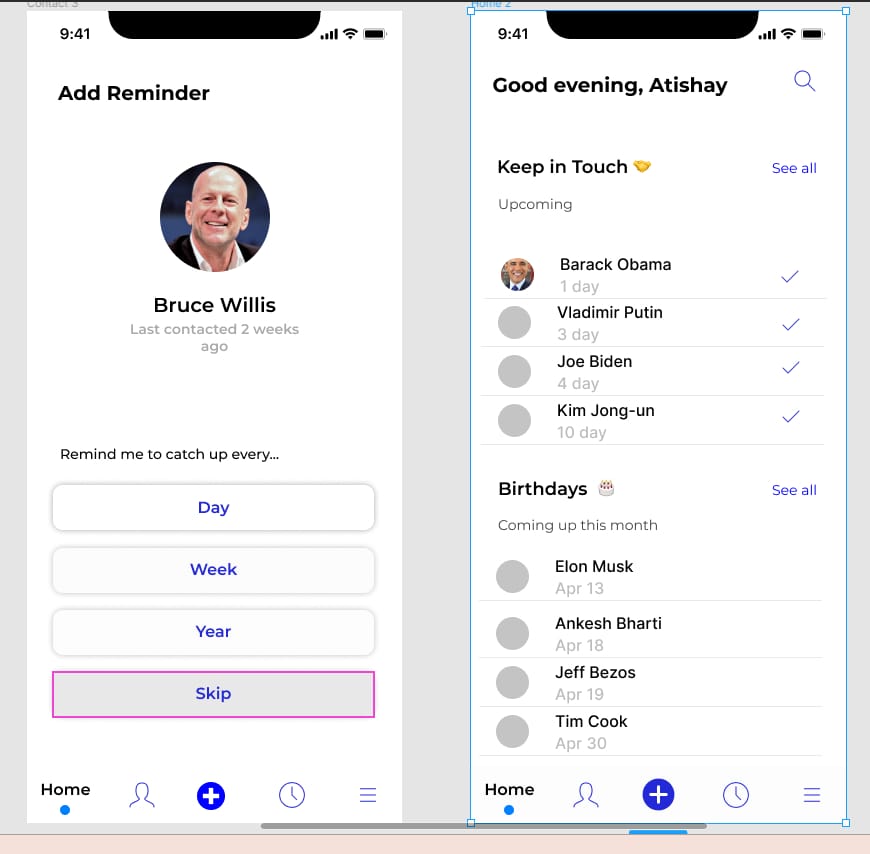 Contact 3
Home 2
9:41
Add Reminder
Bruce Willis
Last contacted 2 weeks
ago
Remind me to catch up every...
Day
Week
Year
Skip
Home
9:41
Good evening, Atishay
Keep in Touch 🤝
See all
Upcoming
Barack Obama
1 day
Vladimir Putin
3 day
Joe Biden
4 day
Kim Jong-un
10 day
Birthdays 🎂
See all
Coming up this month
Elon Musk
Apr 13
Ankesh Bharti
Apr 18
Jeff Bezos
Apr 19
Tim Cook
Apr 30
Home